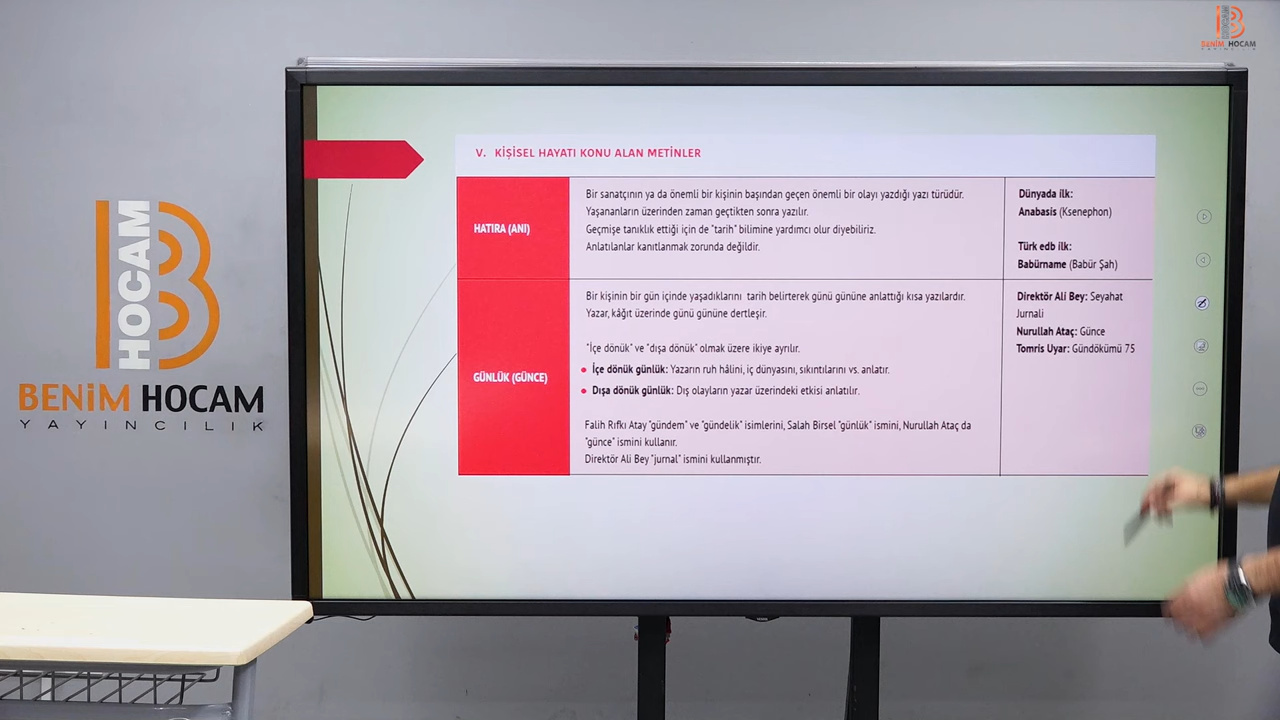 BENİM HOCAM
YAYINCILIK
HOCAM
BENİM HOCAM
YAYINCILIK
V. KİŞİSEL HAYATI KONU ALAN METİNLER
HATIRA (ANI)
Bir sanatçının ya da önemli bir kişinin başından geçen önemli bir olayı yazdığı yazı türüdür.
Yaşananların üzerinden zaman geçtikten sonra yazılır.
Geçmişe tanıklık ettiği için de "tarih" bilimine yardımcı olur diyebiliriz.
Anlatılanlar kanıtlanmak zorunda değildir.
Dünyada ilk:
Anabasis (Ksenephon)
Türk edb ilk:
Babürname (Babür Şah)
GÜNLÜK (GÜNCE)
Bir kişinin bir gün içinde yaşadıklarını tarih belirterek günü gününe anlattığı kısa yazılardır.
Yazar, kâğıt üzerinde günü gününe dertleşir.
"İçe dönük" ve "dışa dönük" olmak üzere ikiye ayrılır.
• İçe dönük günlük: Yazarın ruh hâlini, iç dünyasını, sıkıntılarını vs. anlatır.
• Dışa dönük günlük: Dış olayların yazar üzerindeki etkisi anlatılır.
Falih Rıfkı Atay "gündem" ve "gündelik" isimlerini, Salah Birsel "günlük" ismini, Nurullah Ataç da
"günce" ismini kullanır.
Direktör Ali Bey "jurnal" ismini kullanmıştır.
Direktör Ali Bey: Seyahat
Jurnali
Nurullah Ataç: Günce
Tomris Uyar: Gündökümü 75